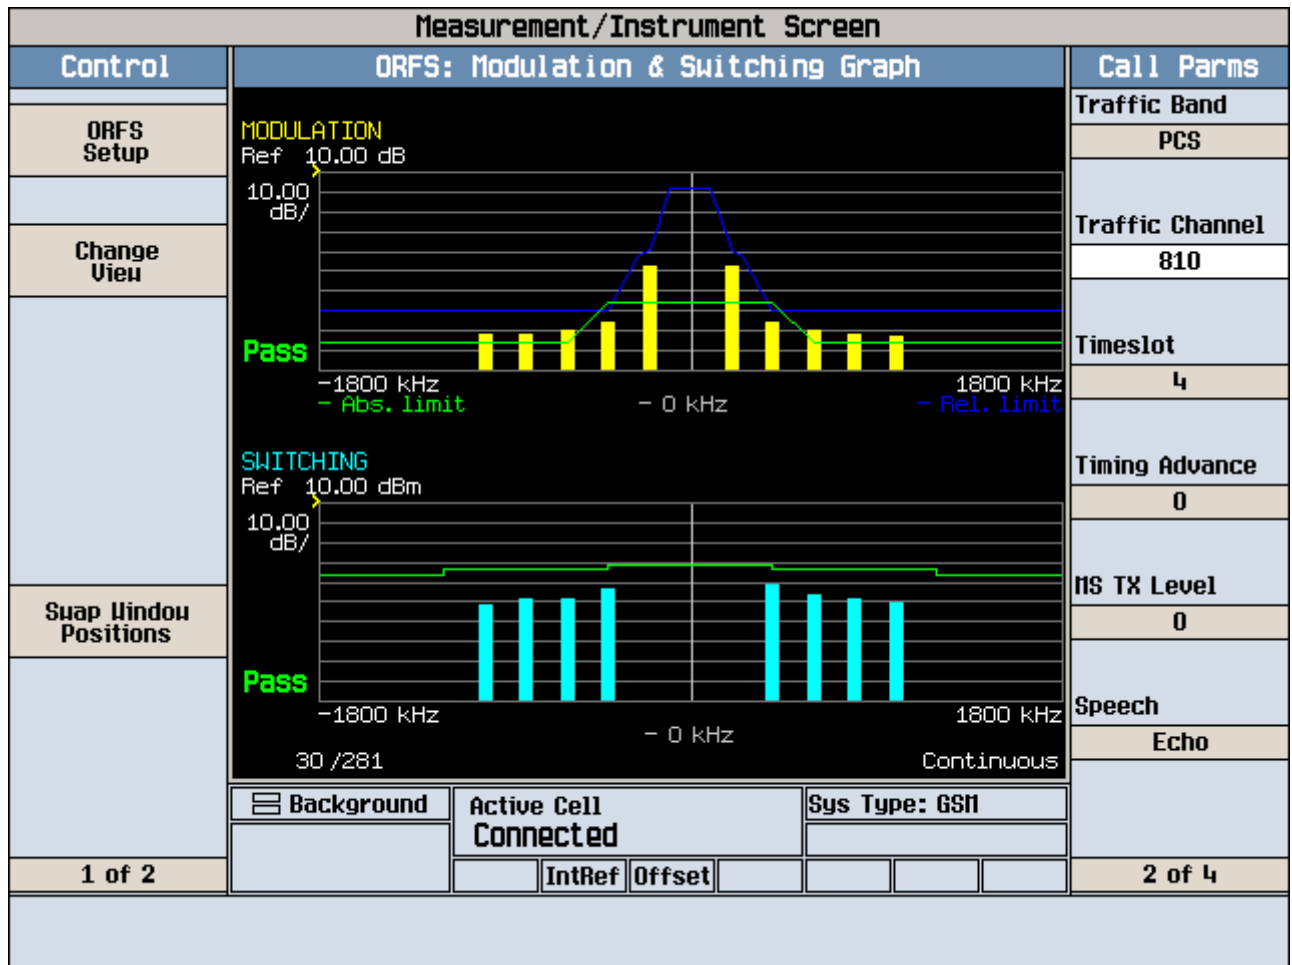 Measurement/Instrument Screen
Control
ORFS: Modulation & Switching Graph
Call Parms
ORFS
Setup
Change
View
Swap Window
Positions
1 of 2
MODULATION
Ref 10.00 dB
10.00
dB/
Pass
-1800 kHz
1800 kHz
- Abs. limit
- 0 kHz
- Rel. limit
SWITCHING
Ref 10.00 dBm
10.00
dB/
Pass
-1800 kHz
1800 kHz
- 0 kHz
30 /281
Continuous
Background
Active Cell
Connected
Sys Type: GSM
IntRef
Offset
Traffic Band
PCS
Traffic Channel
810
Timeslot
4
Timing Advance
0
MS TX Level
0
Speech
Echo
2 of 4